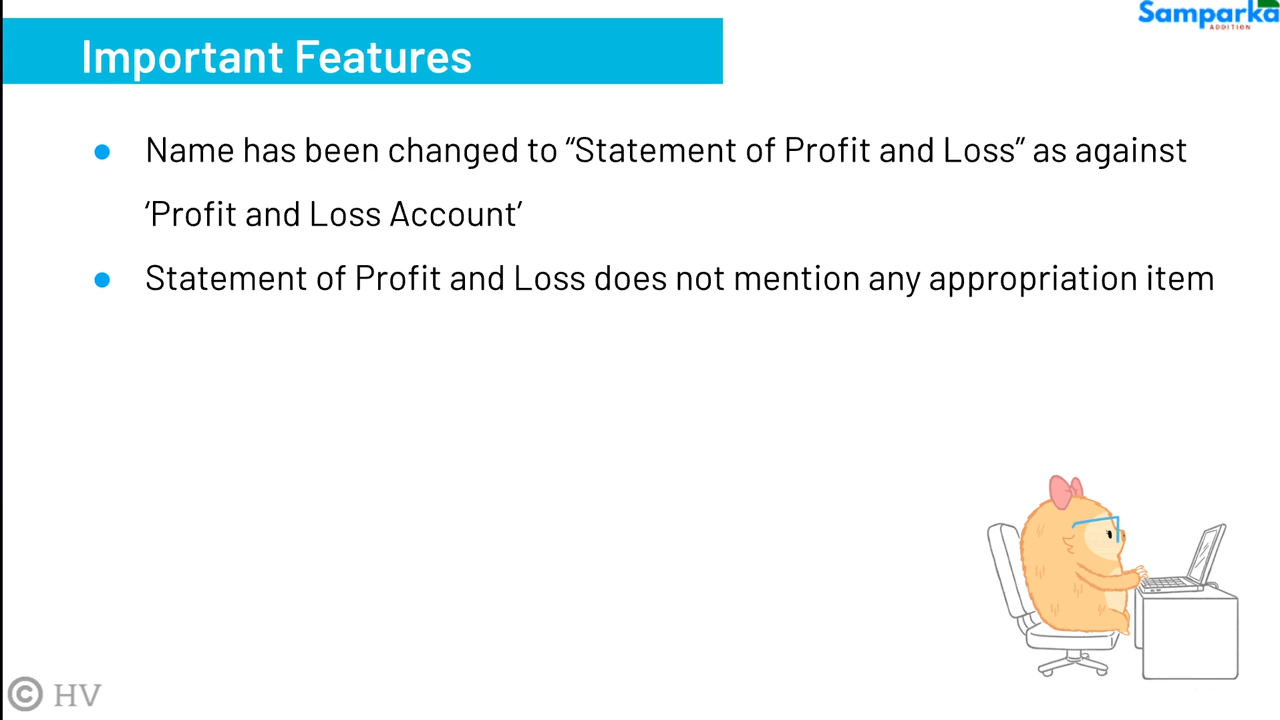 Samparka
ADDITION
Important Features
● Name has been changed to “Statement of Profit and Loss” as against
‘Profit and Loss Account’
● Statement of Profit and Loss does not mention any appropriation item
© HV